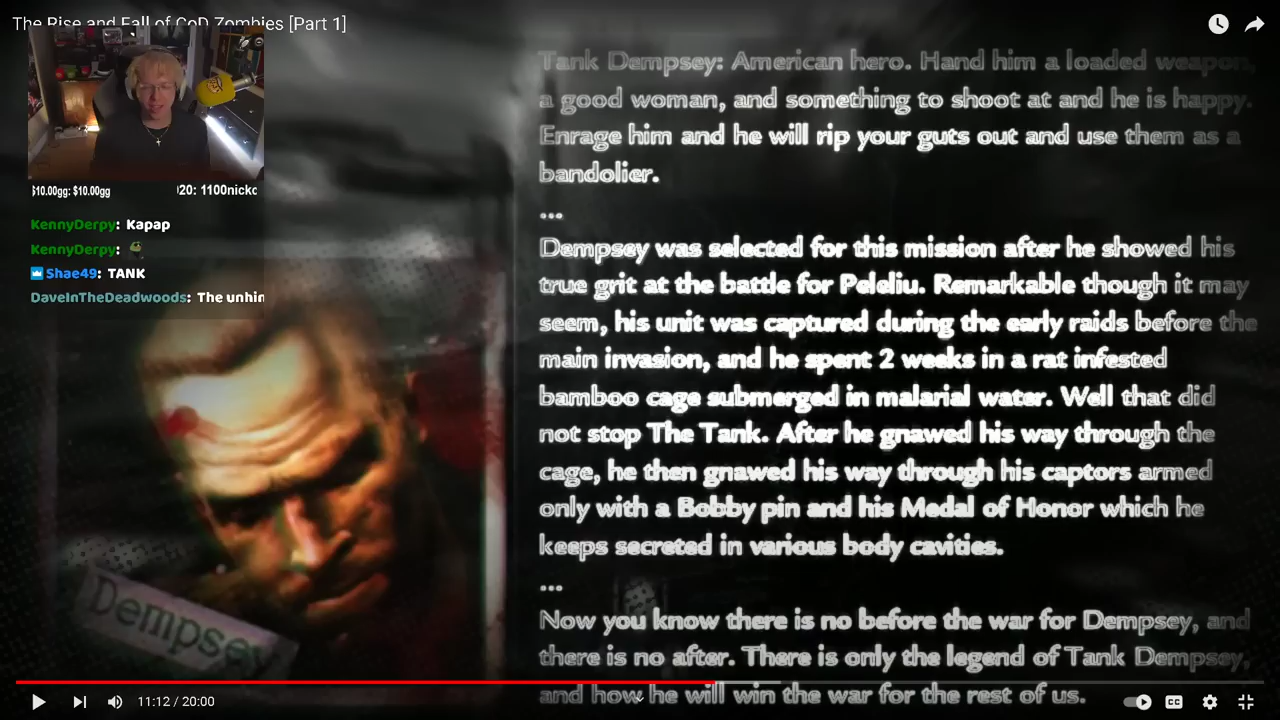 The Rise and Fall of CoD Zombies [Part 1]
$10.00gg: $10.00gg
20: 1100nickc
KennyDerpy: Kapap
KennyDerpy:
Shae49: TANK
DaveInTheDeadwoods: The unhin
Tank Dempsey: American hero. Hand him a loaded weapon,
a good woman, and something to shoot at and he is happy.
Enrage him and he will rip your guts out and use them as a
bandolier.
...
Dempsey was selected for this mission after he showed his
true grit at the battle for Peleliu. Remarkable though it may
seem, his unit was captured during the early raids before the
main invasion, and he spent 2 weeks in a rat infested
bamboo cage submerged in malarial water. Well that did
not stop The Tank. After he gnawed his way through the
cage, he then gnawed his way through his captors armed
only with a Bobby pin and his Medal of Honor which he
keeps secreted in various body cavities.
...
Now you know there is no before the war for Dempsey, and
there is no after. There is only the legend of Tank Dempsey,
and how he will win the war for the rest of us.
Dempsey
11:12 / 20:00
CC